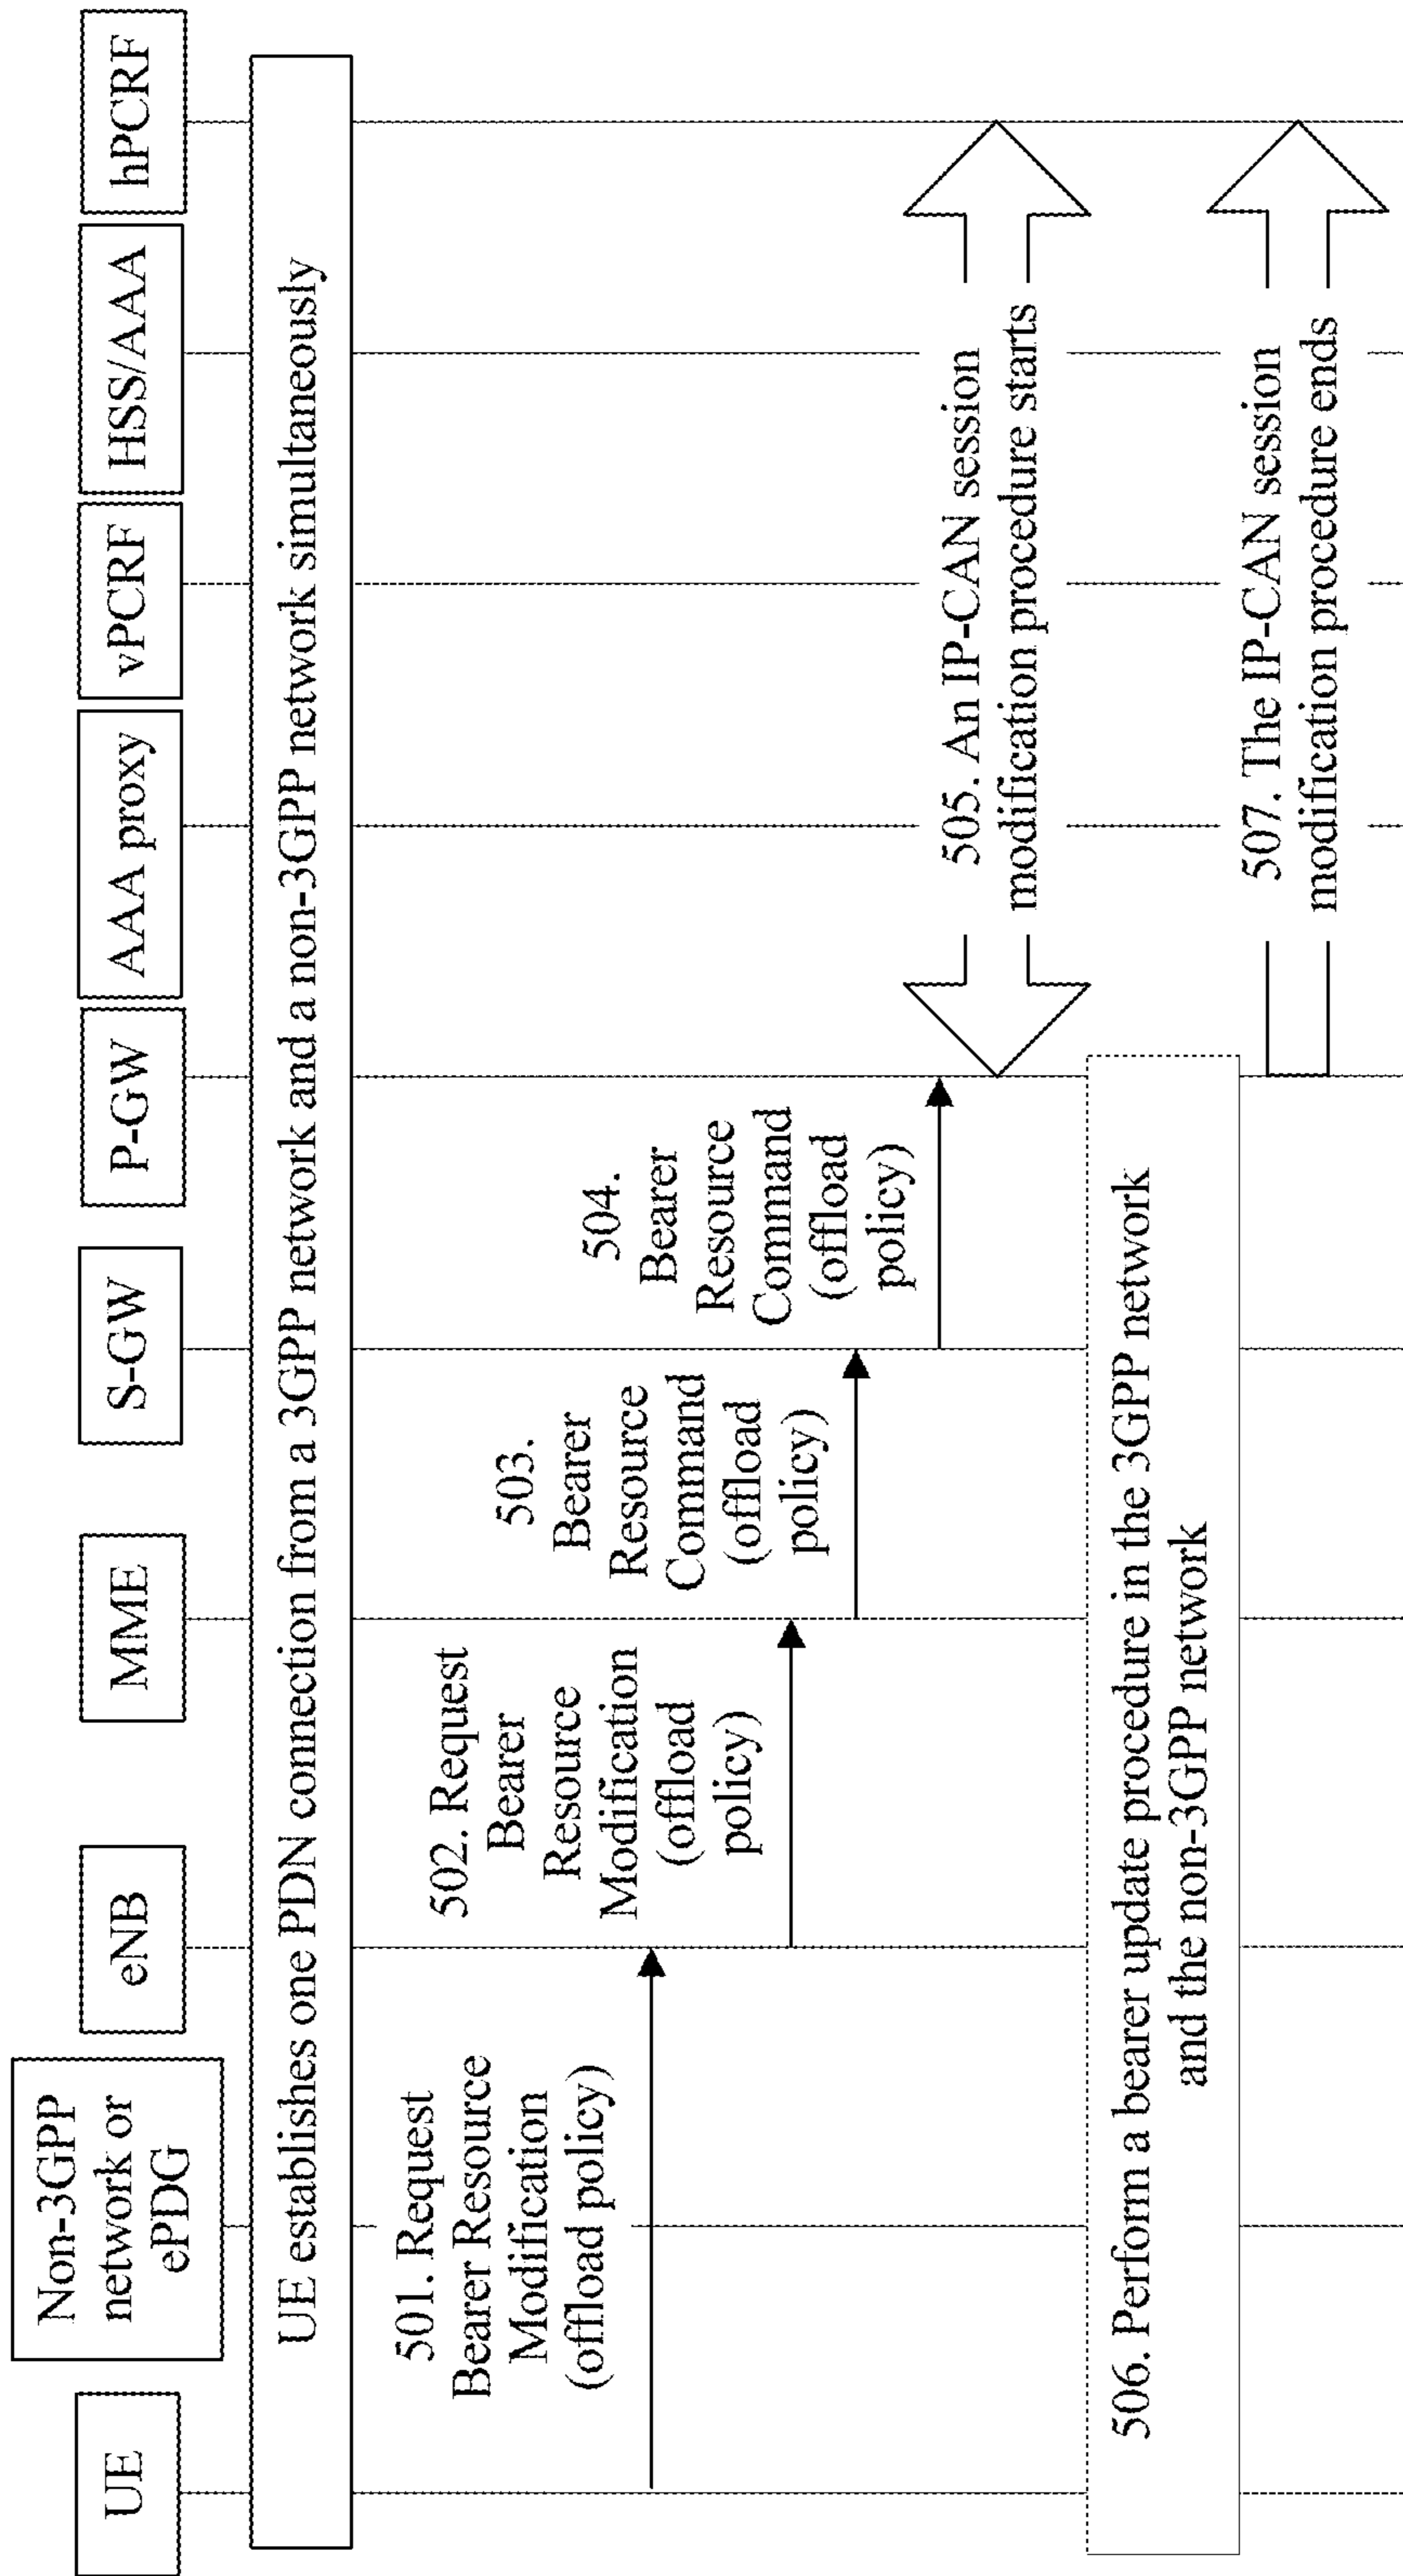 UE
Non-3GPP
network or
ePDG
eNB
MME
S-GW
P-GW
AAA proxy
vPCRF
HSS/AAA
hPCRF
UE establishes one PDN connection from a 3GPP network and a non-3GPP network simultaneously
501. Request
Bearer Resource
Modification
(offload policy)
502. Request
Bearer
Resource
Modification
(offload
policy)
503.
Bearer
Resource
Command
(offload
policy)
504.
Bearer
Resource
Command
(offload
policy)
505. An IP-CAN session
modification procedure starts
506. Perform a bearer update procedure in the 3GPP network
and the non-3GPP network
507. The IP-CAN session
modification procedure ends